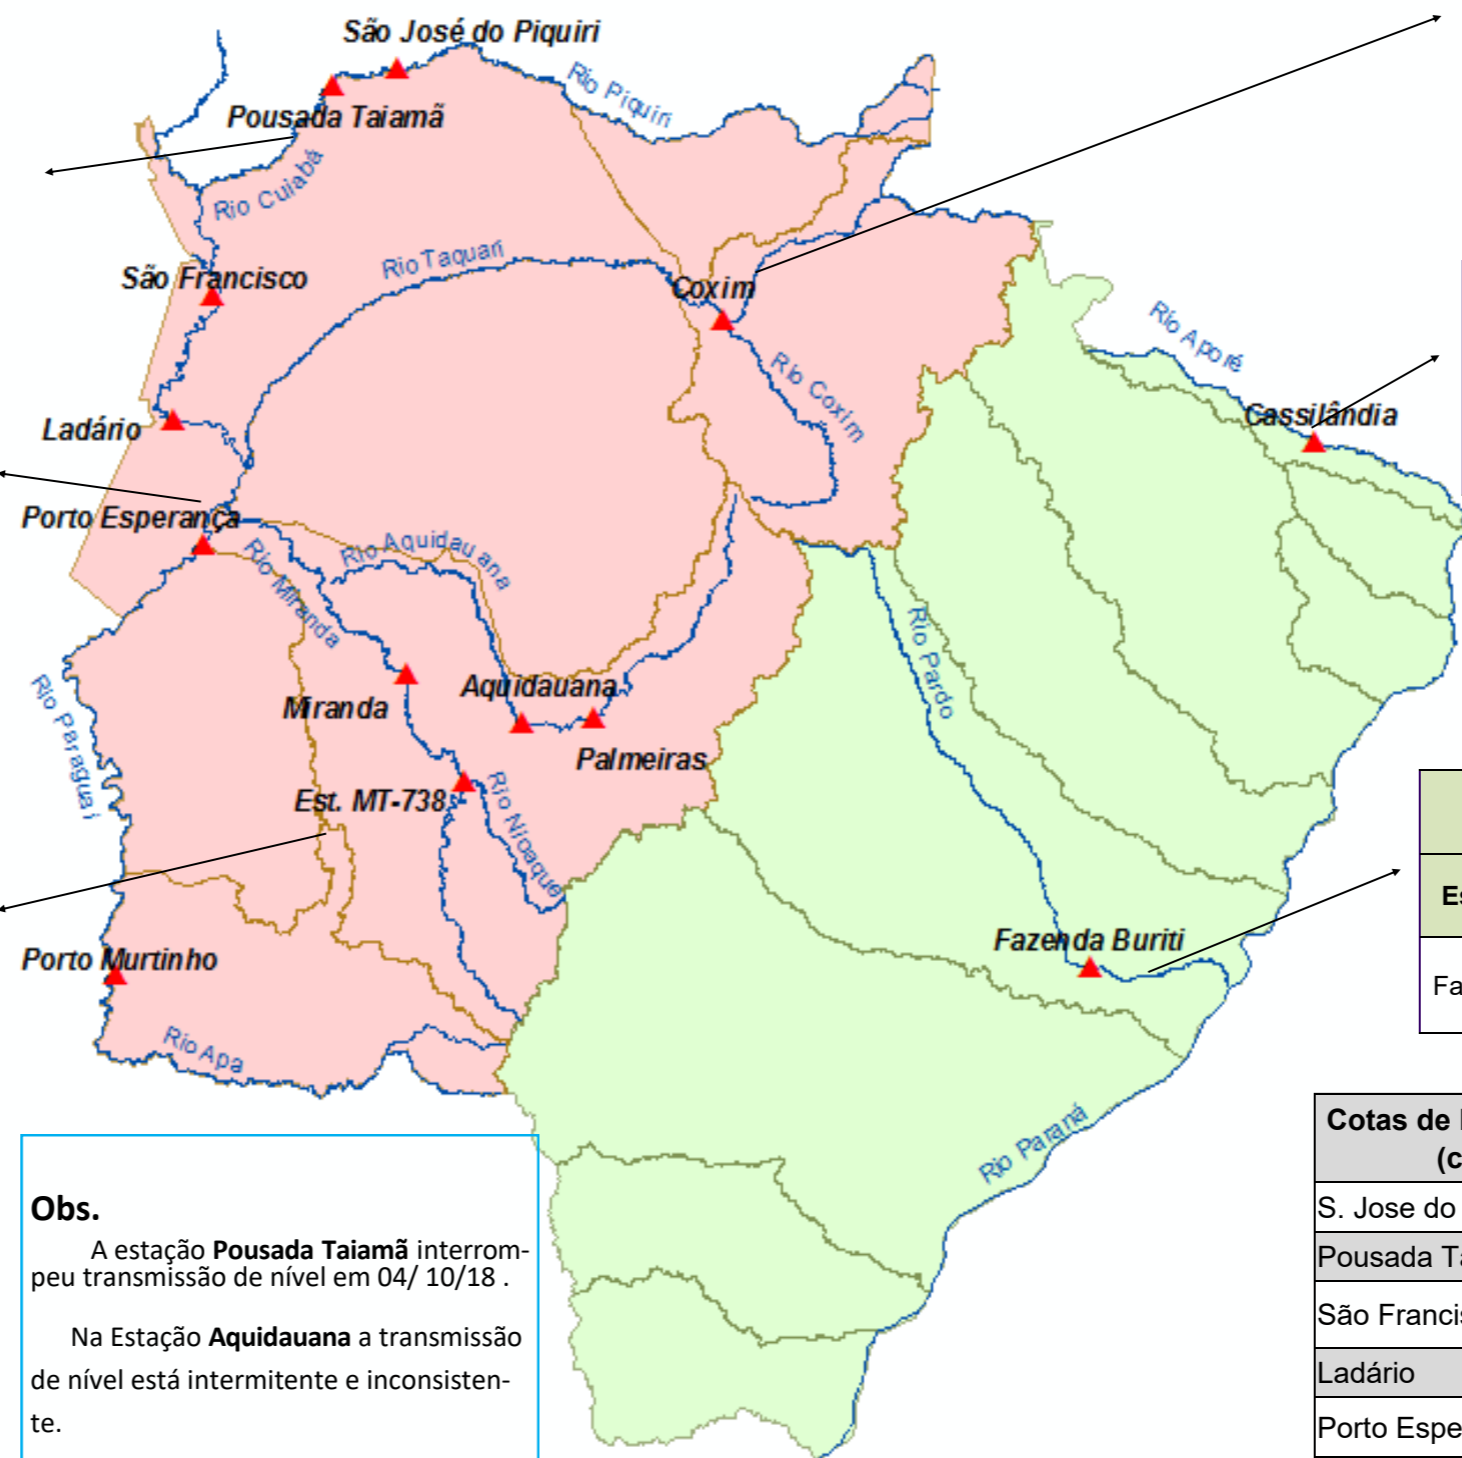 São José do Piquiri
Rio Piquiri
Pousada Taiamã
Rio Cuiabá
Rio Taquari
São Francisco
Coxim
Rio Aporé
Rio Coxim
Cassilândia
Ladário
Porto Esperança
Rio Aquidauana
Rio Miranda
Rio Pardo
Aquidauana
Miranda
Rio Paraguai
Palmeiras
Est. MT-738
Rio Nioaque
Es
Fazenda Buriti
Porto Murtinho
Fa
Rio Apa
Rio Paraná
Cotas de
(c
S. Jose do
Pousada Ta
São Francis
Ladário
Porto Espe
Obs.
A estação Pousada Taiamã interrom-
peu transmissão de nível em 04/ 10/18 .
Na Estação Aquidauana a transmissão
de nível está intermitente e inconsisten-
te.